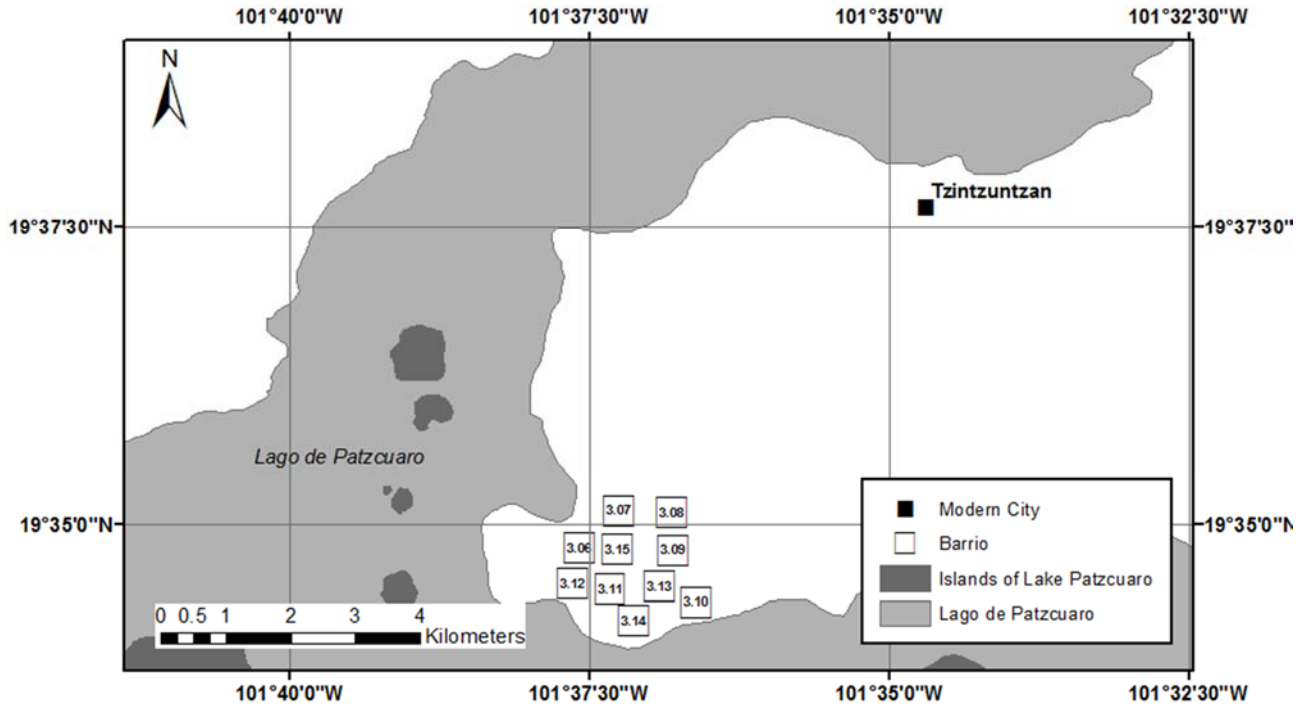 101°40'0"W 101°37'30"W 101°35'0"W 101°32'30"W
N
Tzintzuntzan
19°37'30"N 19°37'30"N
Lago de Patzcuaro
19°35'0"N 19°35'0"N
3.07 3.08
3.06 3.15 3.09
3.12 3.11 3.13
3.10
3.14
Modern City
Barrio
Islands of Lake Patzcuaro
Lago de Patzcuaro
0 0.5 1 2 3 4
Kilometers
101°40'0"W 101°37'30"W 101°35'0"W 101°32'30"W